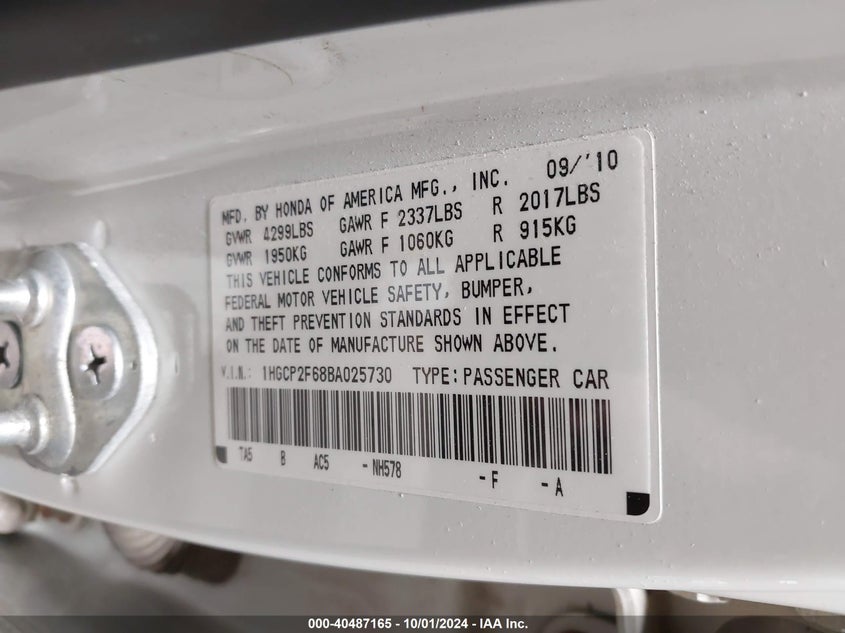 09/'10
MFD. BY HONDA OF AMERICA MFG., INC.
GVWR 4299LBS GAWR F 2337LBS R 2017LBS
GVWR 1950KG GAWR F 1060KG R 915KG
THIS VEHICLE CONFORMS TO ALL APPLICABLE
FEDERAL MOTOR VEHICLE SAFETY, BUMPER,
AND THEFT PREVENTION STANDARDS IN EFFECT
ON THE DATE OF MANUFACTURE SHOWN ABOVE.
V.I.N.: 1HGCP2F68BA025730 TYPE: PASSENGER CAR
TA5 B AC5 -NH578 -F -A
000-40487165 - 10/01/2024 - IAA Inc.